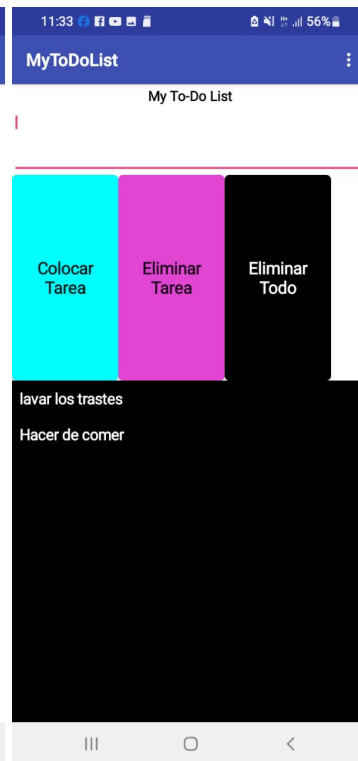 11:33 56%
MyToDoList
My To-Do List
Colocar
Tarea
Eliminar
Tarea
Eliminar
Todo
lavar los trastes
Hacer de comer